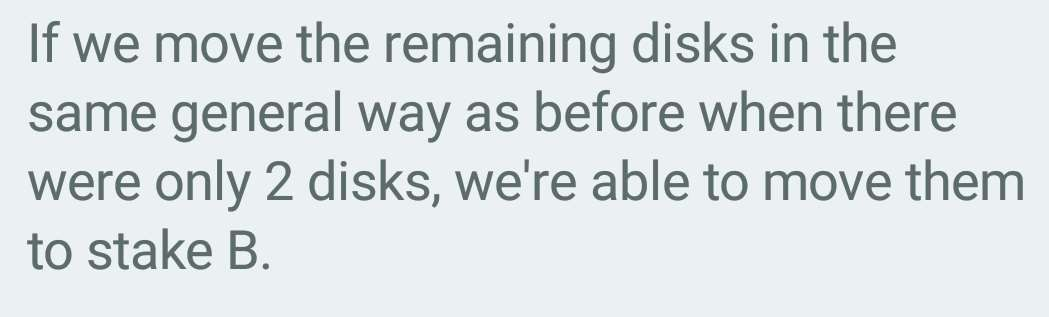 If we move the remaining disks in the
same general way as before when there
were only 2 disks, we're able to move them
to stake B.